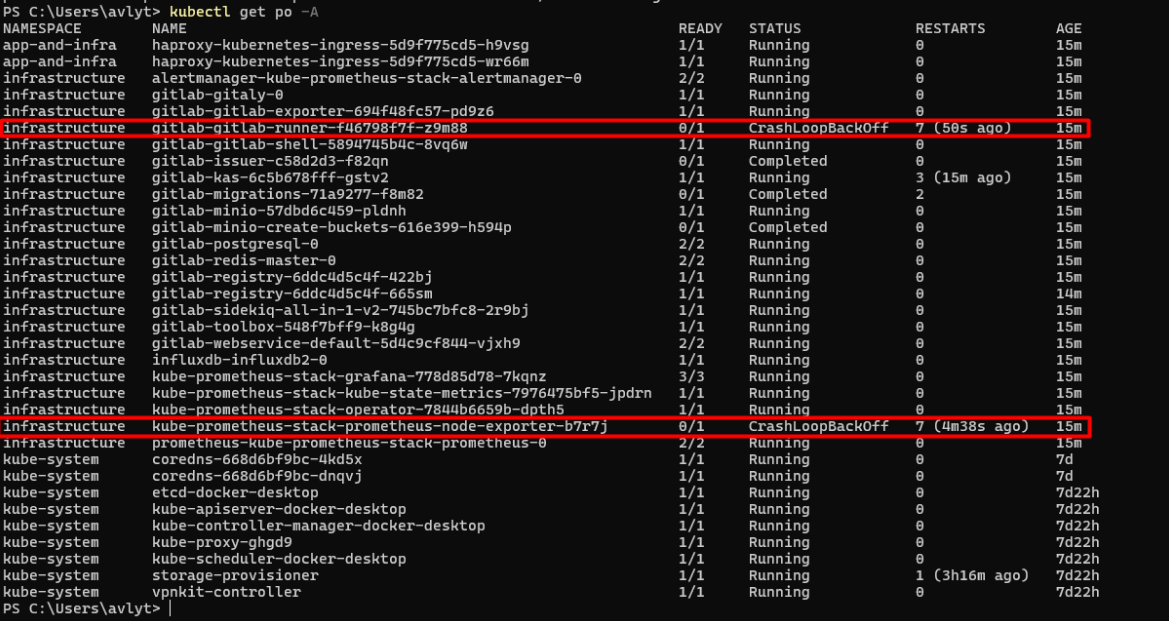 PS C:\Users\avlyt> kubectl get po -A
NAMESPACE NAME READY STATUS RESTARTS AGE
app-and-infra haproxy-kubernetes-ingress-5d9f775cd5-h9vsg 1/1 Running 0 15m
app-and-infra haproxy-kubernetes-ingress-5d9f775cd5-wr66m 1/1 Running 0 15m
infrastructure alertmanager-kube-prometheus-stack-alertmanager-0 2/2 Running 0 15m
infrastructure gitlab-gitaly-0 1/1 Running 0 15m
infrastructure gitlab-gitlab-exporter-694f48fc57-pd9z6 1/1 Running 0 15m
infrastructure gitlab-gitlab-runner-f46798f7f-z9m88 0/1 CrashLoopBackOff 7 (50s ago) 15m
infrastructure gitlab-gitlab-shell-5894745b4c-8vq6w 1/1 Running 0 15m
infrastructure gitlab-issuer-c58d2d3-f82qn 0/1 Completed 0 15m
infrastructure gitlab-kas-6c5b678fff-gstv2 1/1 Running 3 (15m ago) 15m
infrastructure gitlab-migrations-71a9277-f8m82 0/1 Completed 2 15m
infrastructure gitlab-minio-57dbd6c459-pldnh 1/1 Running 0 15m
infrastructure gitlab-minio-create-buckets-616e399-h594p 0/1 Completed 0 15m
infrastructure gitlab-postgresql-0 2/2 Running 0 15m
infrastructure gitlab-redis-master-0 2/2 Running 0 15m
infrastructure gitlab-registry-6ddc4d5c4f-422bj 1/1 Running 0 15m
infrastructure gitlab-registry-6ddc4d5c4f-665sm 1/1 Running 0 14m
infrastructure gitlab-sidekiq-all-in-1-v2-745bc7bfc8-2r9bj 1/1 Running 0 15m
infrastructure gitlab-toolbox-548f7bff9-k8g4g 1/1 Running 0 15m
infrastructure gitlab-webservice-default-5d4c9cf844-vjxh9 2/2 Running 0 15m
infrastructure influxdb-influxdb2-0 1/1 Running 0 15m
infrastructure kube-prometheus-stack-grafana-778d85d78-7kqnz 3/3 Running 0 15m
infrastructure kube-prometheus-stack-kube-state-metrics-7976475bf5-jpdrn 1/1 Running 0 15m
infrastructure kube-prometheus-stack-operator-7844b6659b-dpth5 1/1 Running 0 15m
infrastructure kube-prometheus-stack-prometheus-node-exporter-b7r7j 0/1 CrashLoopBackOff 7 (4m38s ago) 15m
infrastructure prometheus-kube-prometheus-stack-prometheus-0 2/2 Running 0 15m
kube-system coredns-668d6bf9bc-4kd5x 1/1 Running 0 7d
kube-system coredns-668d6bf9bc-dnqvj 1/1 Running 0 7d
kube-system etcd-docker-desktop 1/1 Running 0 7d22h
kube-system kube-apiserver-docker-desktop 1/1 Running 0 7d22h
kube-system kube-controller-manager-docker-desktop 1/1 Running 0 7d22h
kube-system kube-proxy-ghgd9 1/1 Running 0 7d22h
kube-system kube-scheduler-docker-desktop 1/1 Running 0 7d22h
kube-system storage-provisioner 1/1 Running 1 (3h16m ago) 7d22h
kube-system vpnkit-controller 1/1 Running 0 7d22h
PS C:\Users\avlyt>